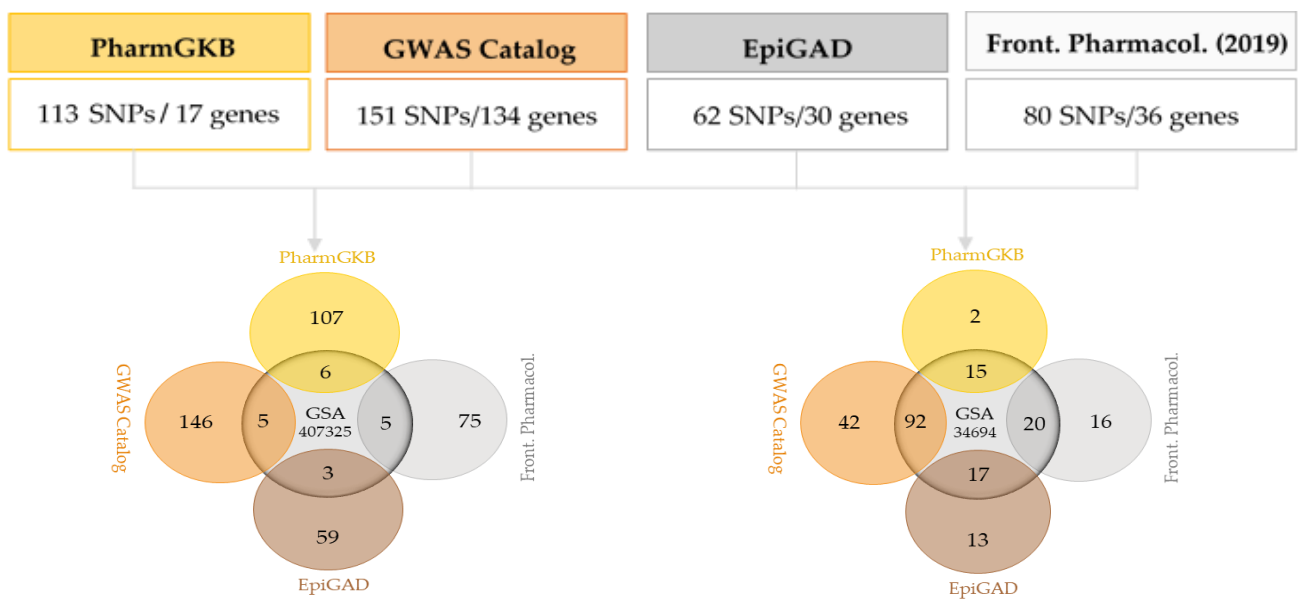 PharmGKB
GWAS Catalog
EpiGAD
Front. Pharmacol. (2019)
113 SNPs / 17 genes
151 SNPs/134 genes
62 SNPs/30 genes
80 SNPs/36 genes
PharmGKB
107
6
GWAS Catalog
146
5
GSA
407325
5
75
Front. Pharmacol.
3
59
EpiGAD
PharmGKB
2
15
GWAS Catalog
42
92
GSA
34694
20
16
Front. Pharmacol.
17
13
EpiGAD